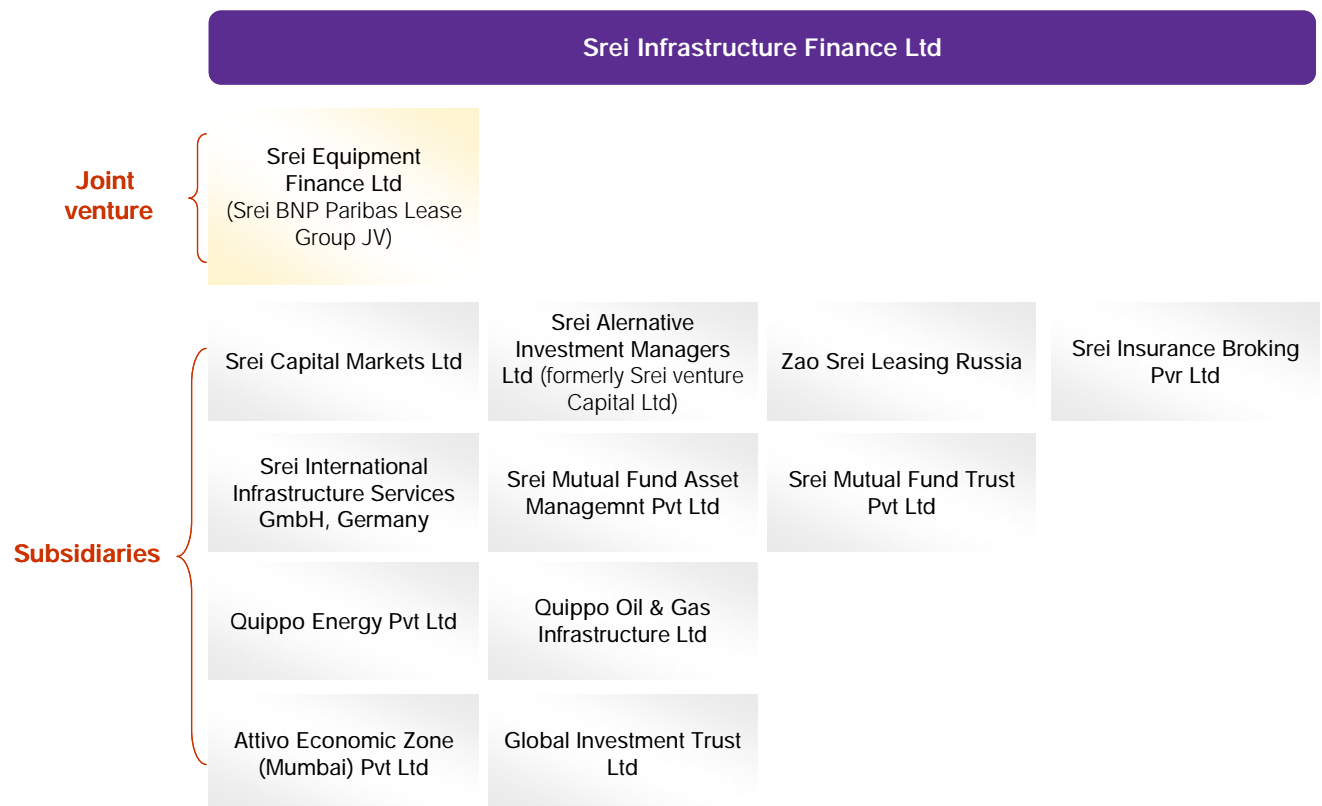 Srei Infrastructure Finance Ltd
Joint
venture
Srei Equipment
Finance Ltd
(Srei BNP Paribas Lease
Group JV)
Subsidiaries
Srei Capital Markets Ltd
Srei Alernative
Investment Managers
Ltd (formerly Srei venture
Capital Ltd)
Zao Srei Leasing Russia
Srei Insurance Broking
Pvr Ltd
Srei International
Infrastructure Services
GmbH, Germany
Srei Mutual Fund Asset
Managemnt Pvt Ltd
Srei Mutual Fund Trust
Pvt Ltd
Quippo Energy Pvt Ltd
Quippo Oil & Gas
Infrastructure Ltd
Attivo Economic Zone
(Mumbai) Pvt Ltd
Global Investment Trust
Ltd